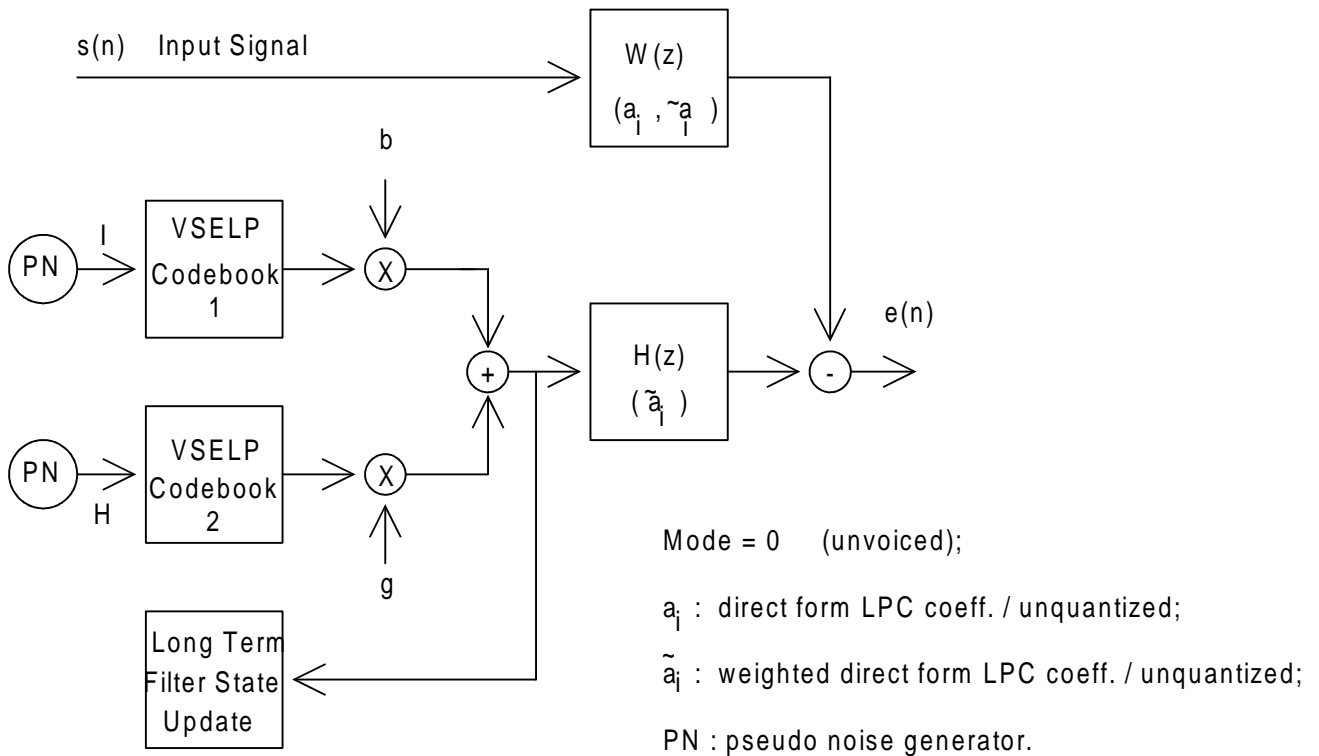 s(n) Input Signal
W(z)
(a_i , ~a_i )
b
PN
I
VSELP
Codebook
1
X
e(n)
+
H(z)
( ã_i )
-
PN
H
VSELP
Codebook
2
X
g
Long Term
Filter State
Update
Mode = 0 (unvoiced);
a_i : direct form LPC coeff. / unquantized;
ã_i : weighted direct form LPC coeff. / unquantized;
PN : pseudo noise generator.